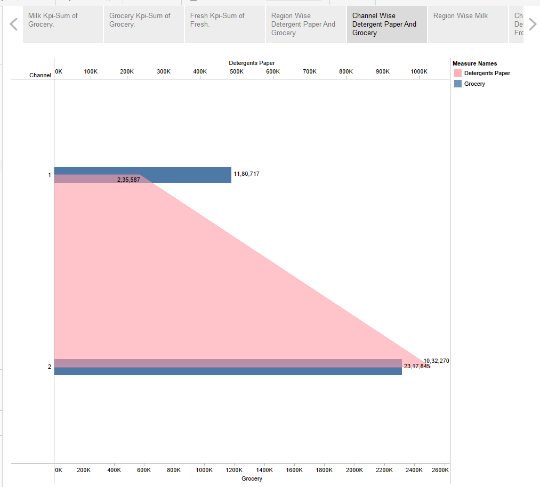 Milk Kpi-Sum of
Grocery.
Grocery Kpi-Sum of
Grocery.
Fresh Kpi-Sum of
Fresh.
Region Wise
Detergent Paper And
Grocery
Channel Wise
Detergent Paper And
Grocery
Region Wise Milk
Ch
De
Fro
Detergents Paper
Channel
0K 100K 200K 300K 400K 500K 600K 700K 800K 900K 1000K
Measure Names
Detergents Paper
Grocery
1
11,80,717
2,35,587
2
10,32,270
23,17,845
0K 200K 400K 600K 800K 1000K 1200K 1400K 1600K 1800K 2000K 2200K 2400K 2600K
Grocery